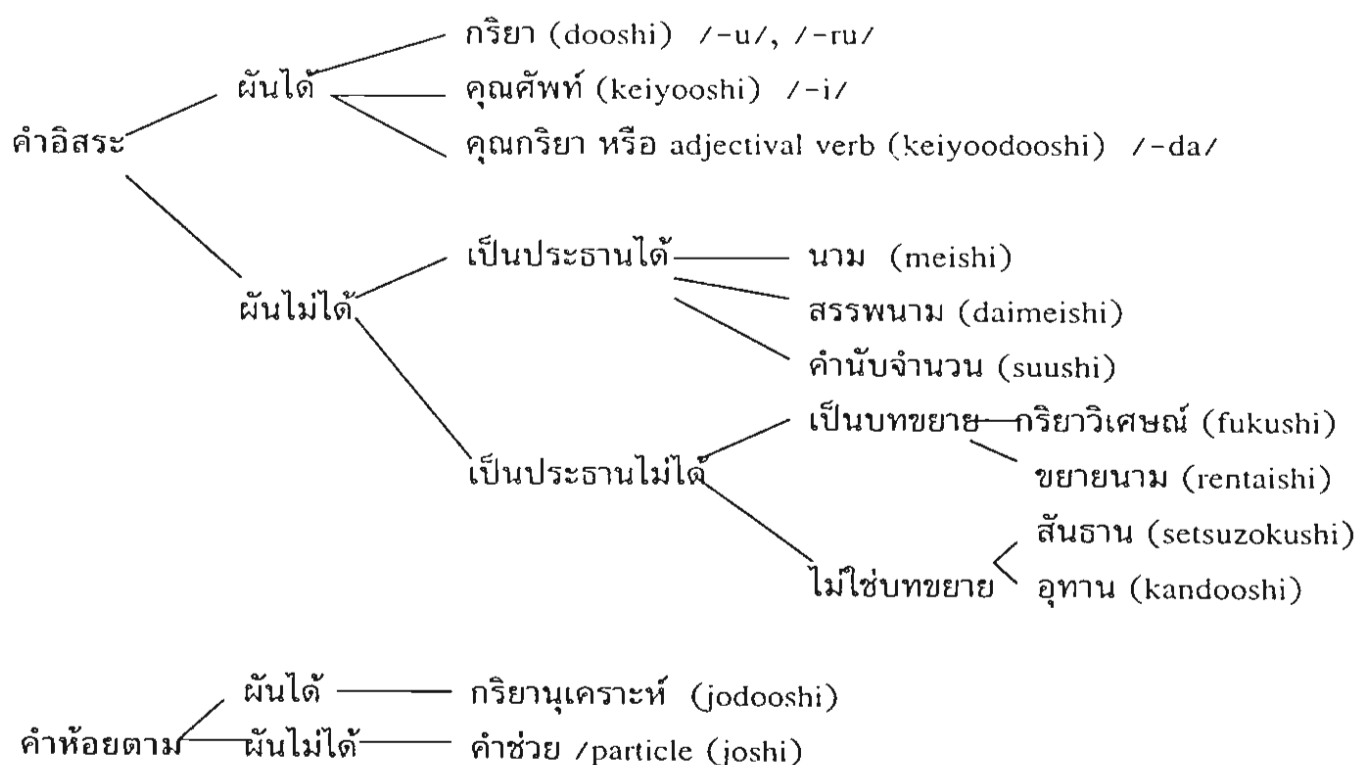 กริยา (dooshi) /-u/, /-ru/
ผันได้
คุณศัพท์ (keiyooshi) /-i/
คำอิสระ
คุณกริยา หรือ adjectival verb (keiyoodooshi) /-da/
เป็นประธานได้ นาม (meishi)
ผันไม่ได้
สรรพนาม (daimeishi)
คำนับจำนวน (suushi)
เป็นบทขยาย กริยาวิเศษณ์ (fukushi)
เป็นประธานไม่ได้
ขยายนาม (rentaishi)
สันธาน (setsuzokushi)
ไม่ใช่บทขยาย อุทาน (kandooshi)
ผันได้ กริยานุเคราะห์ (jodooshi)
คำห้อยตาม ผันไม่ได้ คำช่วย /particle (joshi)